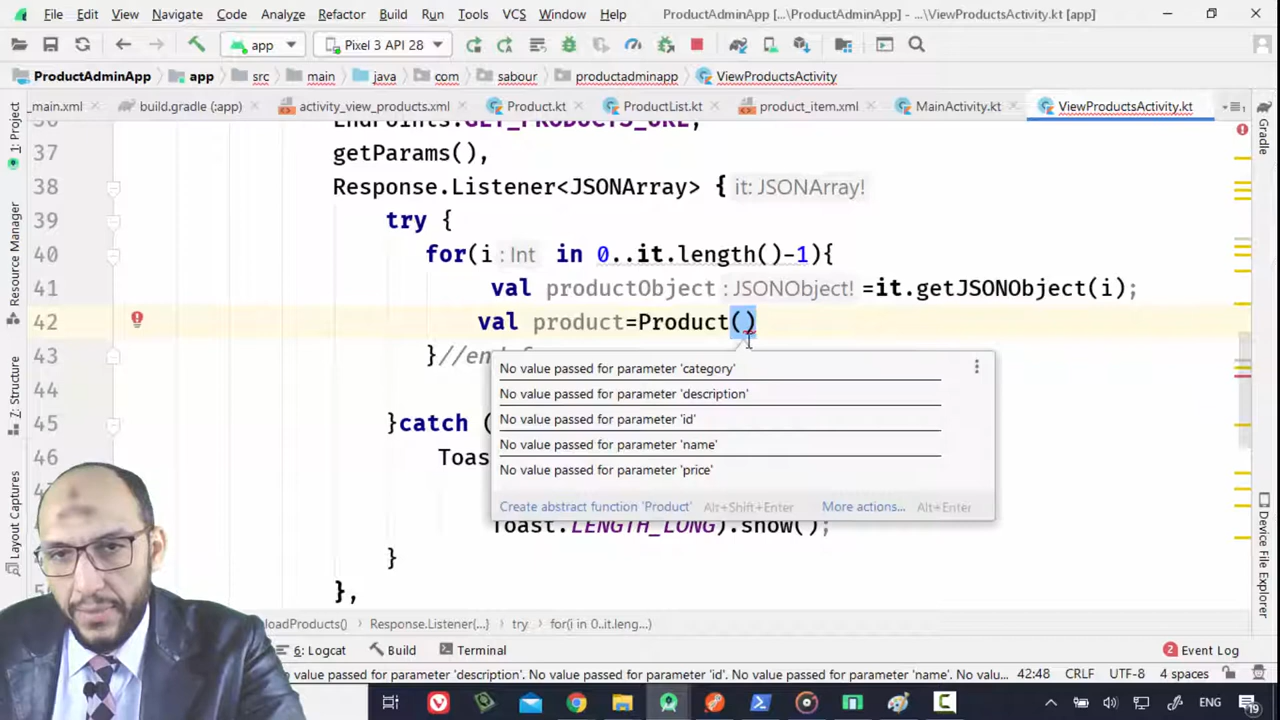 File Edit View Navigate Code Analyze Refactor Build Run Tools VCS Window Help ProductAdminApp [...\ProductAdminApp] - ...\ViewProductsActivity.kt [app]
app Pixel 3 API 28
ProductAdminApp app src main java com sabour productadminapp ViewProductsActivity
_main.xml build.gradle (:app) activity_view_products.xml Product.kt ProductList.kt product_item.xml MainActivity.kt ViewProductsActivity.kt
EndPoints.GET_PRODUCTS_URL,
37 getParams(),
38 Response.Listener<JSONArray> { it: JSONArray!
39 try {
40 for(i : Int in 0..it.length()-1){
41 val productObject : JSONObject! =it.getJSONObject(i);
42 val product=Product()
43 }//end f
No value passed for parameter 'category'
No value passed for parameter 'description'
44
No value passed for parameter 'id'
45 }catch (
No value passed for parameter 'name'
46 Toas
No value passed for parameter 'price'
Create abstract function 'Product' Alt+Shift+Enter More actions... Alt+Enter
Toast.LENGTH_LONG).show();
}
},
loadProducts() Response.Listener{...} try for(i in 0..it.leng...)
6: Logcat Build Terminal 2 Event Log
No value passed for parameter 'description'. No value passed for parameter 'id'. No value passed for parameter 'name'. No valu... 42:48 CRLF UTF-8 4 spaces
ENG 19
1: Project
Resource Manager
7: Structure
Layout Captures
Gradle
Device File Explorer